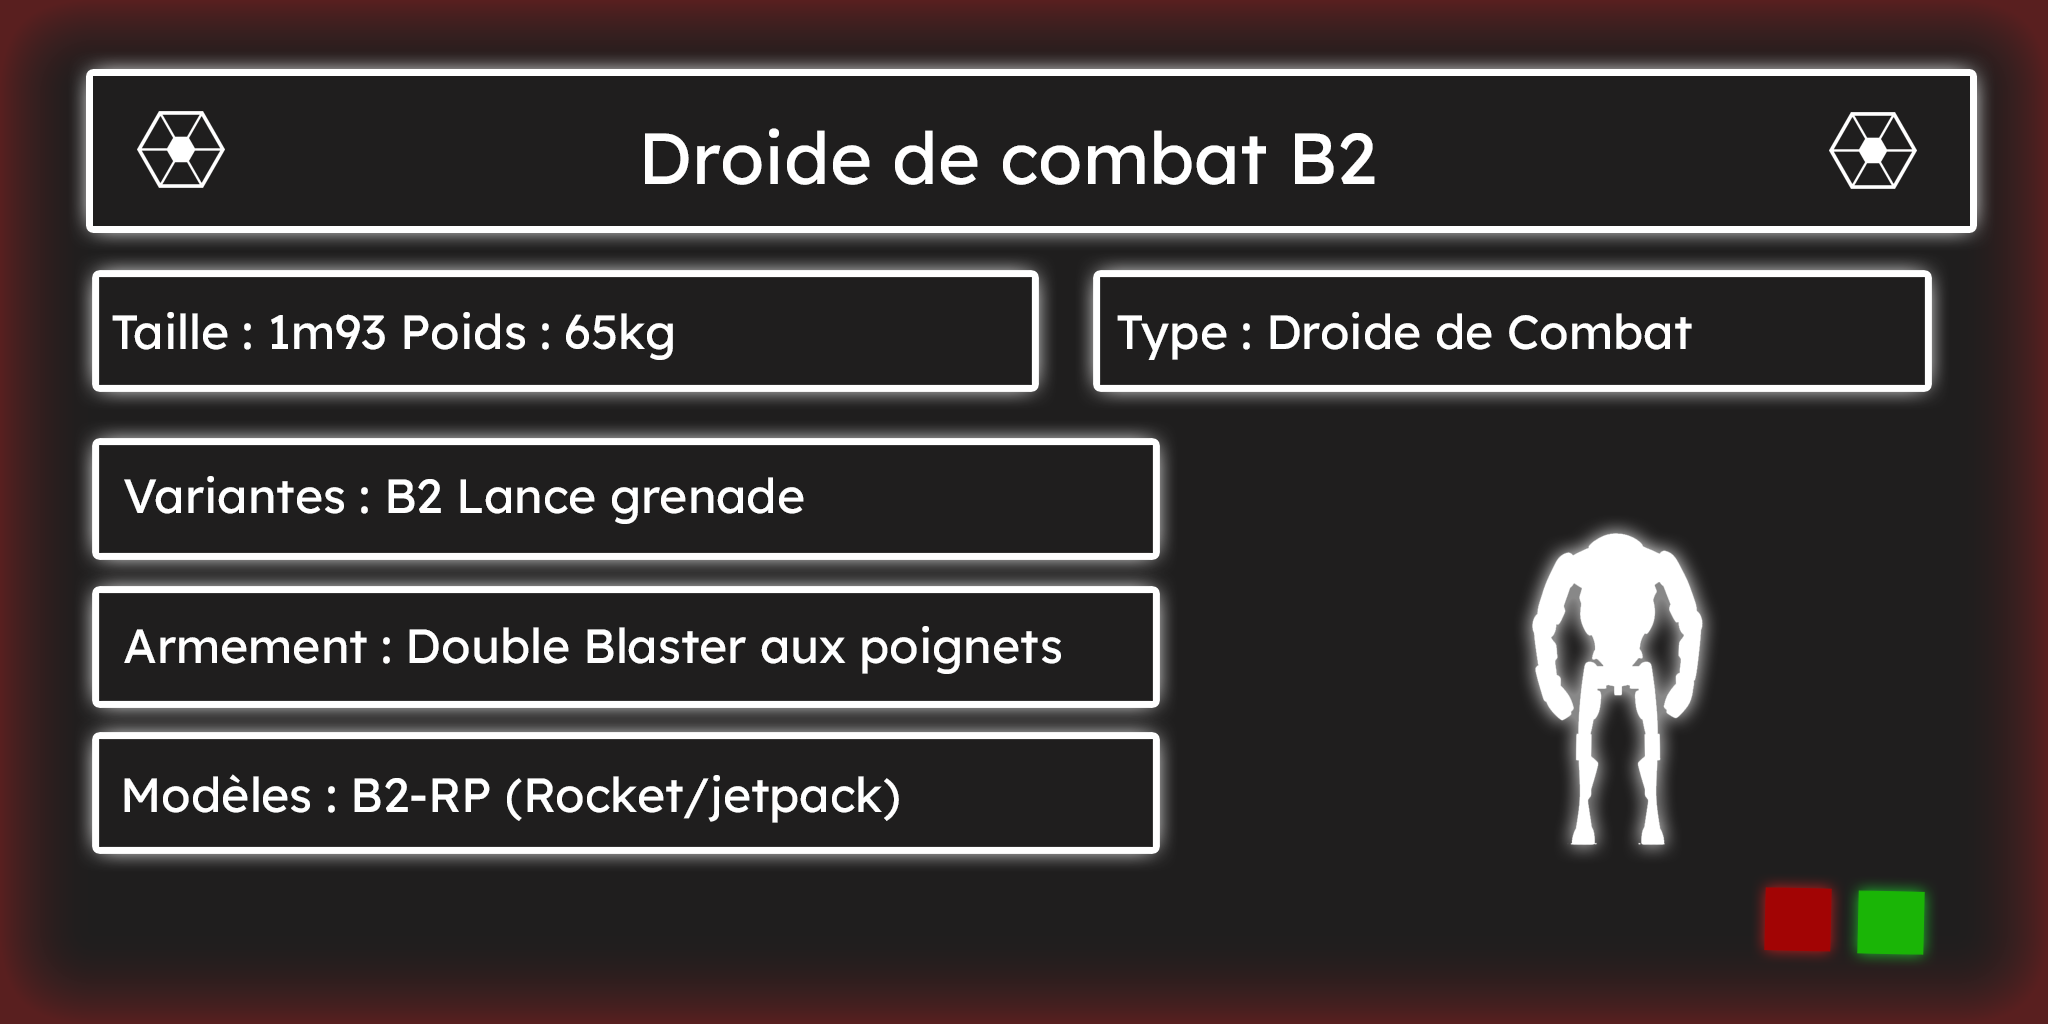 Droide de combat B2
Taille : 1m93 Poids : 65kg
Type : Droide de Combat
Variantes : B2 Lance grenade
Armement : Double Blaster aux poignets
Modèles : B2-RP (Rocket/jetpack)